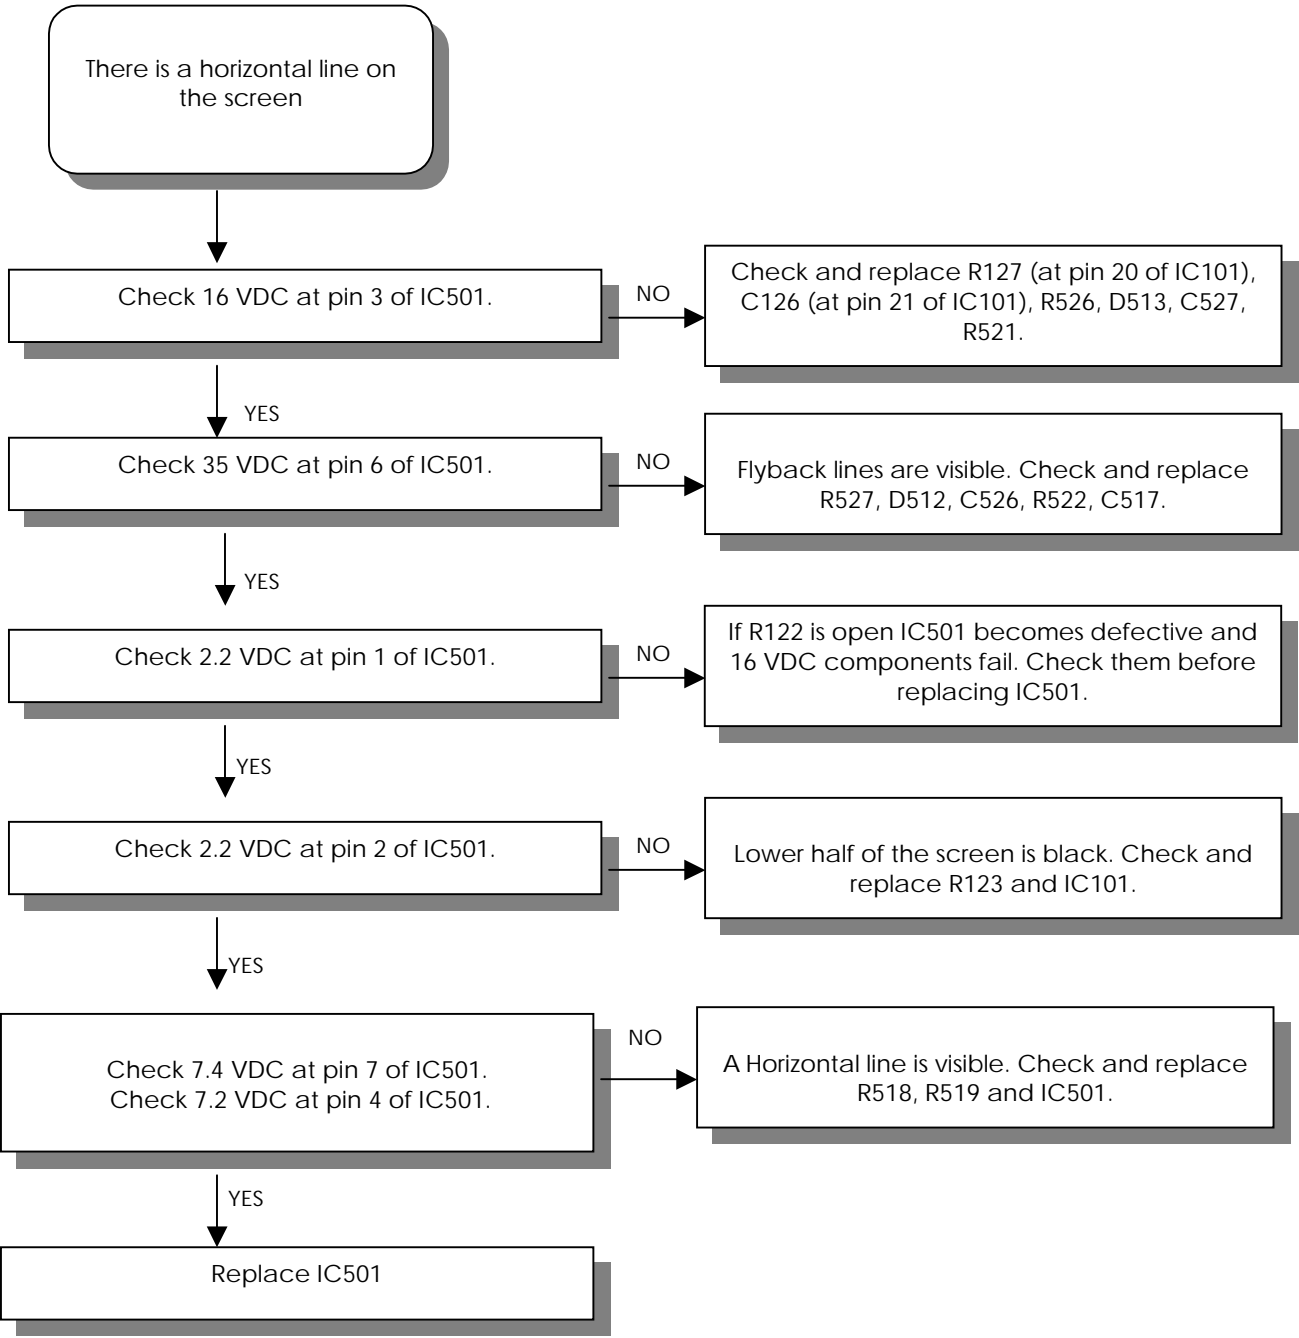 There is a horizontal line on
the screen
Check 16 VDC at pin 3 of IC501.
NO
Check and replace R127 (at pin 20 of IC101),
C126 (at pin 21 of IC101), R526, D513, C527,
R521.
YES
Check 35 VDC at pin 6 of IC501.
NO
Flyback lines are visible. Check and replace
R527, D512, C526, R522, C517.
YES
Check 2.2 VDC at pin 1 of IC501.
NO
If R122 is open IC501 becomes defective and
16 VDC components fail. Check them before
replacing IC501.
YES
Check 2.2 VDC at pin 2 of IC501.
NO
Lower half of the screen is black. Check and
replace R123 and IC101.
YES
Check 7.4 VDC at pin 7 of IC501.
Check 7.2 VDC at pin 4 of IC501.
NO
A Horizontal line is visible. Check and replace
R518, R519 and IC501.
YES
Replace IC501